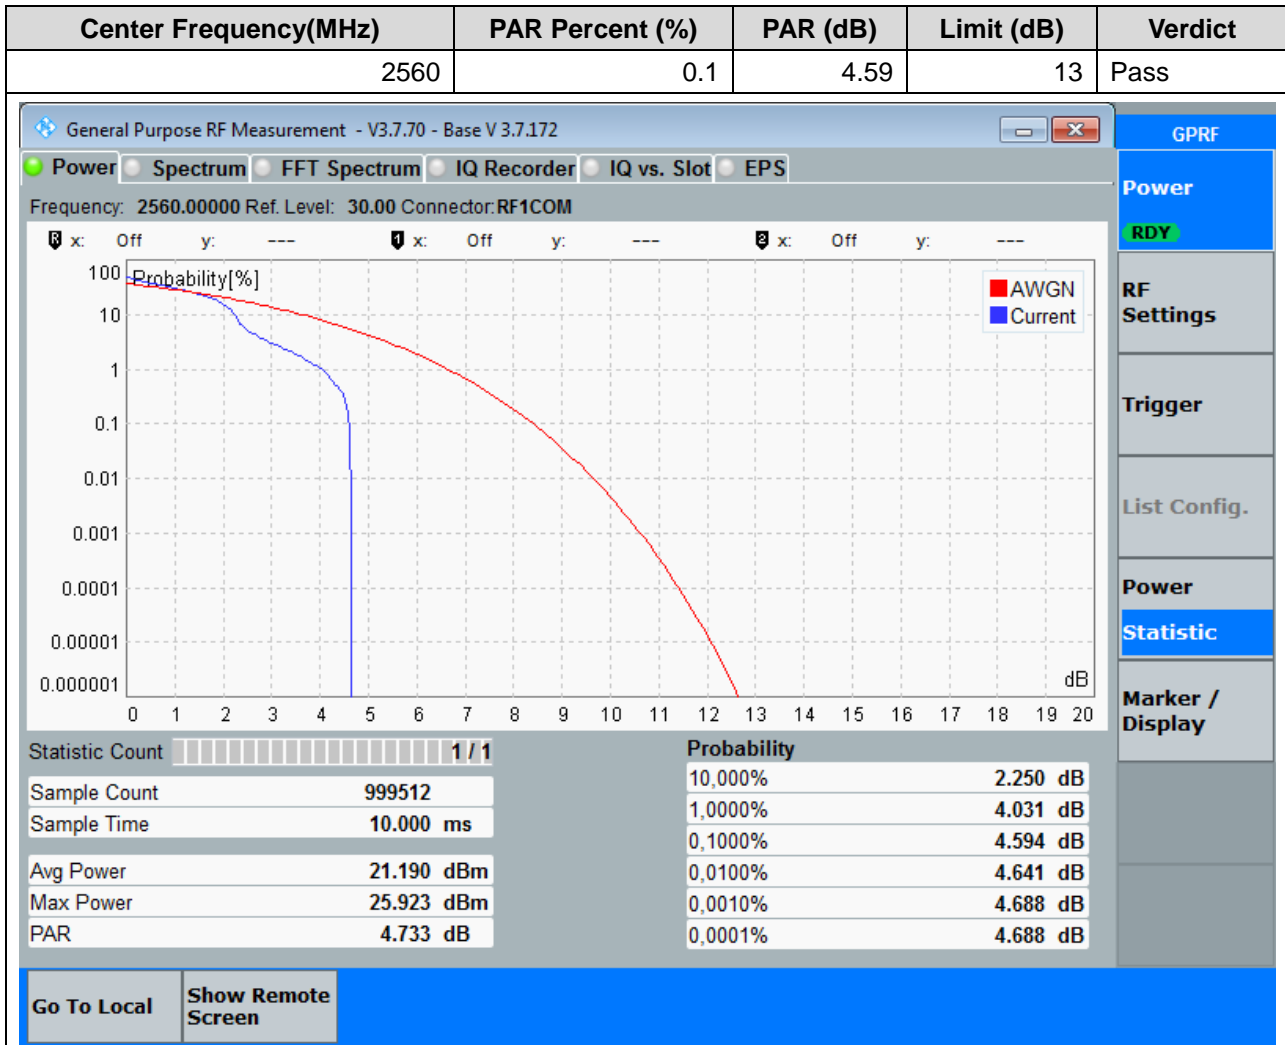 Center Frequency(MHz) PAR Percent (%) PAR (dB) Limit (dB) Verdict
2560 0.1 4.59 13 Pass
General Purpose RF Measurement - V3.7.70 - Base V 3.7.172
GPRF
Power Spectrum FFT Spectrum IQ Recorder IQ vs. Slot EPS
Frequency: 2560.00000 Ref. Level: 30.00 Connector: RF1COM
R x: Off y: --- 1 x: Off y: --- 2 x: Off y: ---
Probability[%]
AWGN
Current
100
10
1
0.1
0.01
0.001
0.0001
0.00001
0.000001
dB
0 1 2 3 4 5 6 7 8 9 10 11 12 13 14 15 16 17 18 19 20
Statistic Count 1 / 1
Sample Count 999512
Sample Time 10.000 ms
Avg Power 21.190 dBm
Max Power 25.923 dBm
PAR 4.733 dB
Probability
10,000% 2.250 dB
1,0000% 4.031 dB
0,1000% 4.594 dB
0,0100% 4.641 dB
0,0010% 4.688 dB
0,0001% 4.688 dB
Power
RDY
RF
Settings
Trigger
List Config.
Power
Statistic
Marker /
Display
Go To Local
Show Remote
Screen